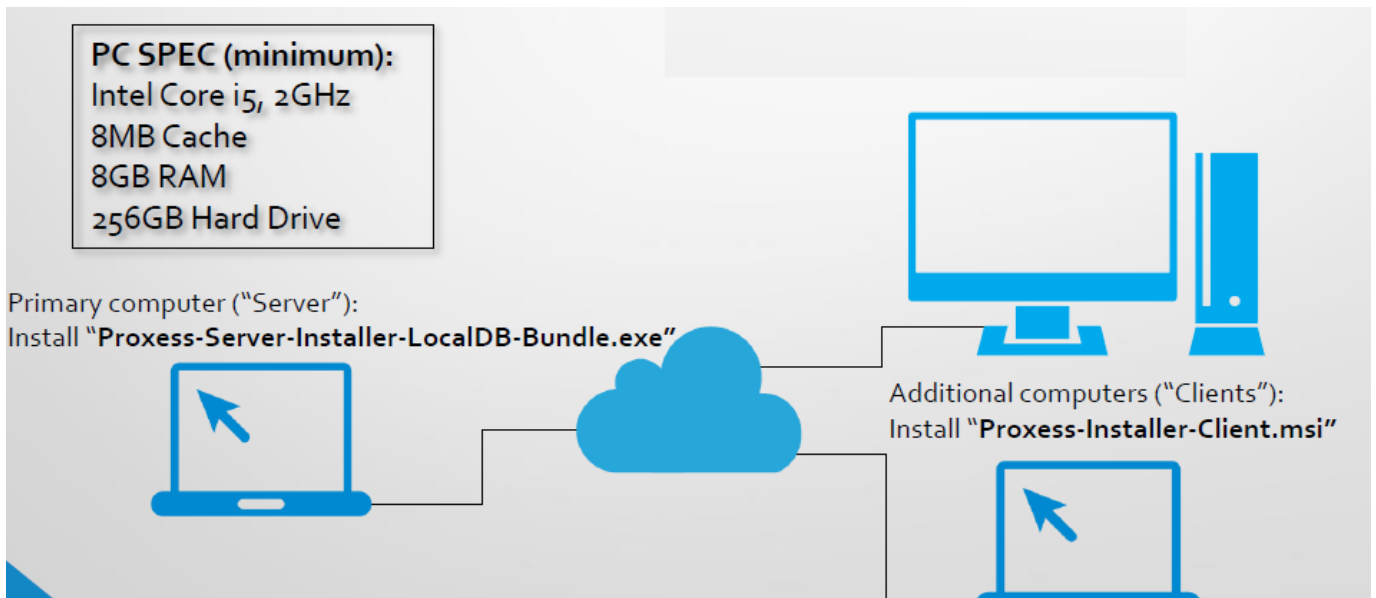 PC SPEC (minimum):
Intel Core i5, 2GHz
8MB Cache
8GB RAM
256GB Hard Drive
Primary computer (“Server”):
Install “Proxess-Server-Installer-LocalDB-Bundle.exe”
Additional computers (“Clients”):
Install “Proxess-Installer-Client.msi”